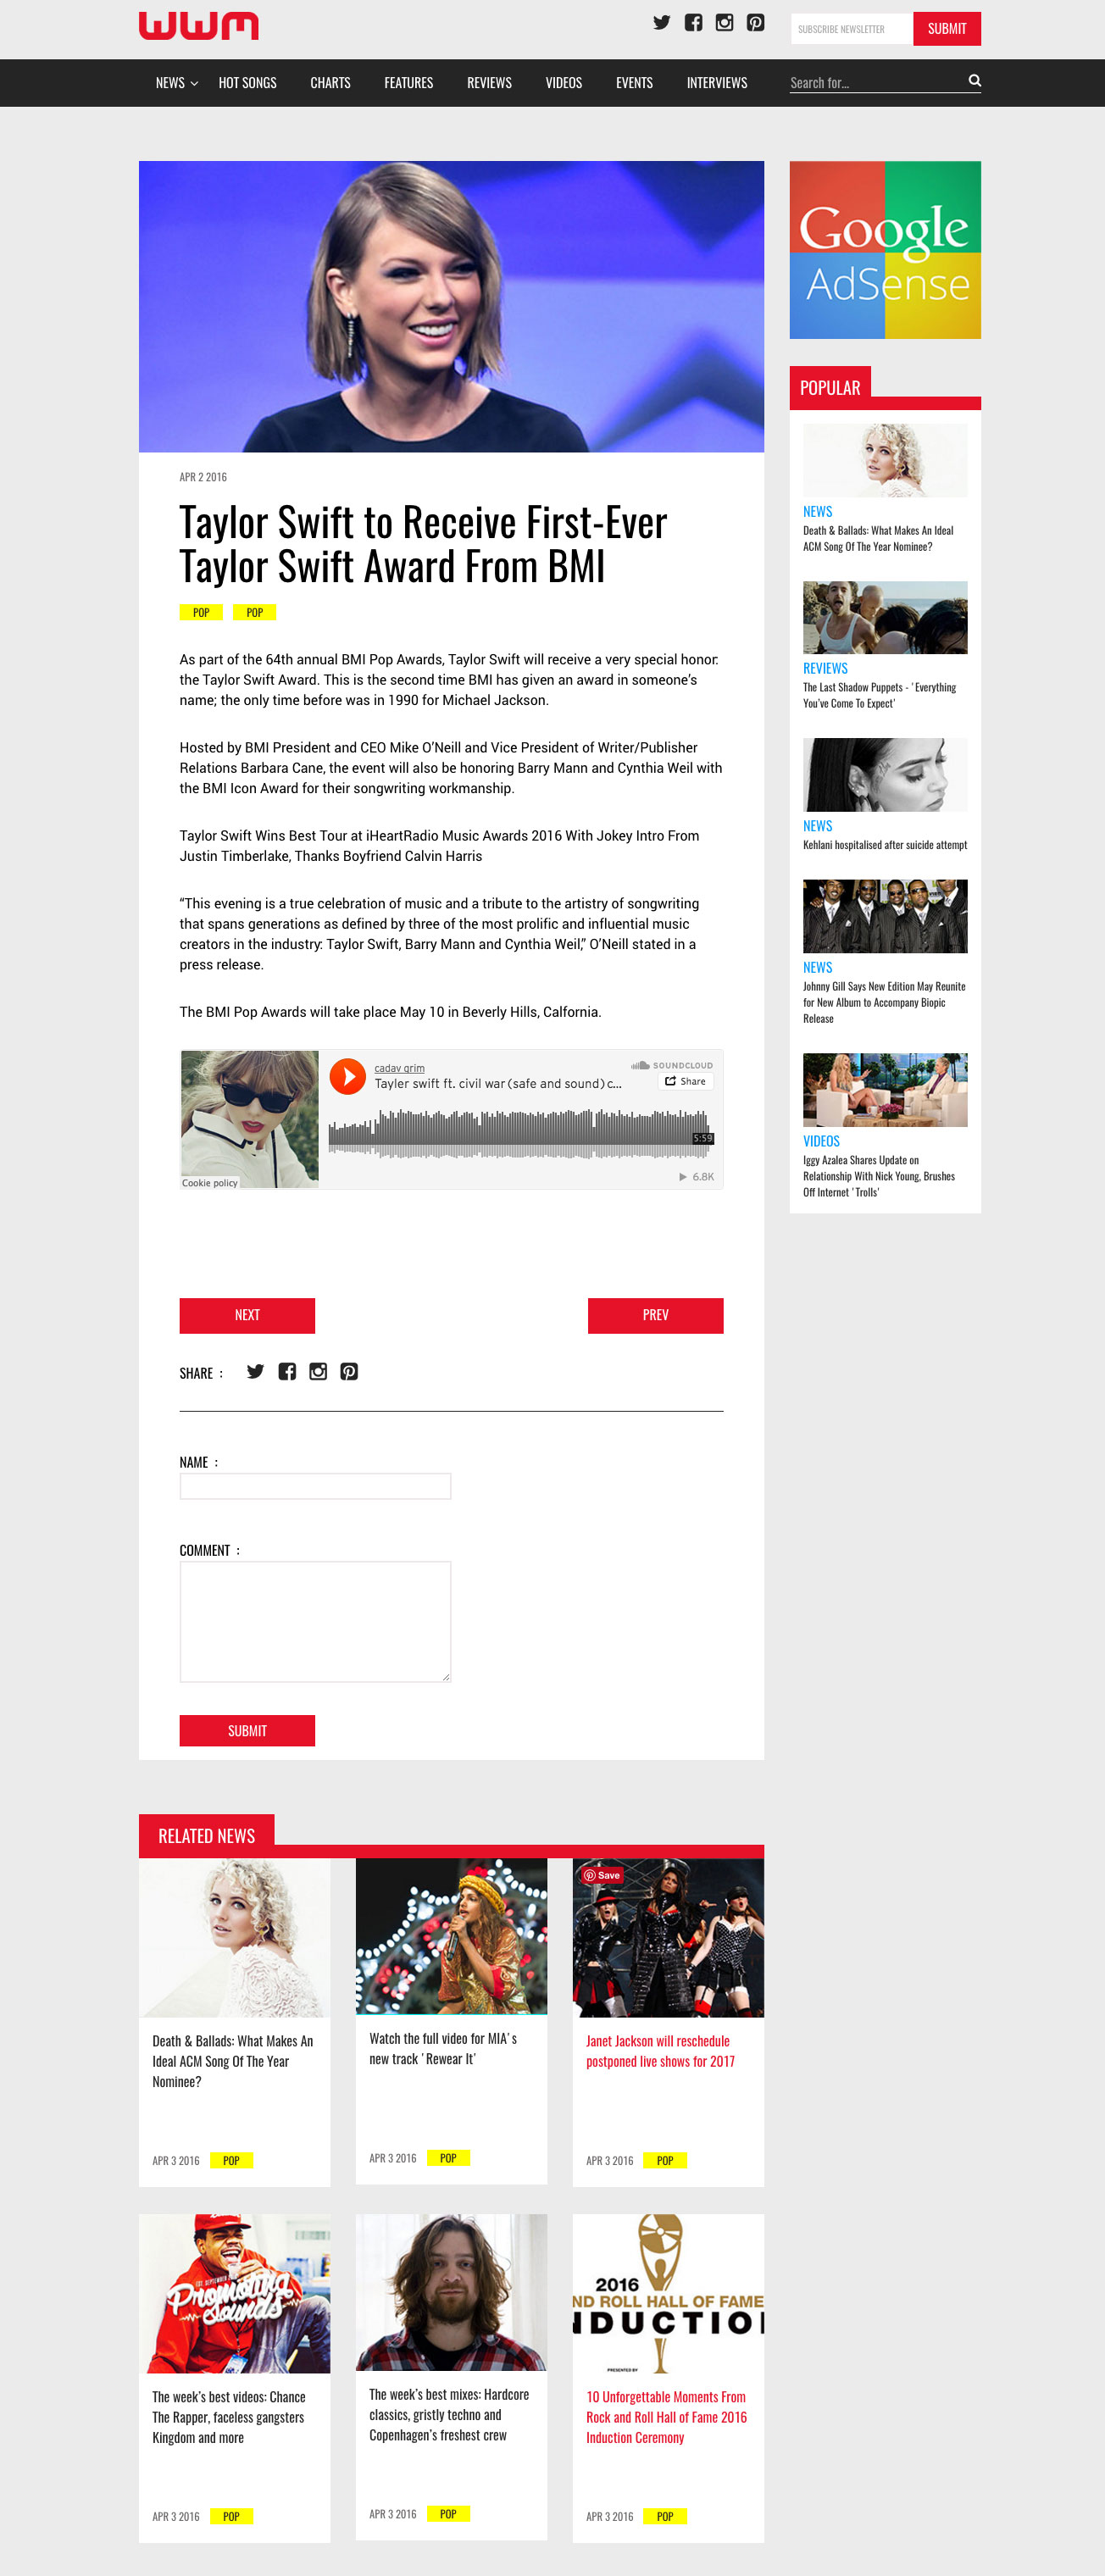 WWM
SUBSCRIBE NEWSLETTER
SUBMIT
NEWS
HOT SONGS
CHARTS
FEATURES
REVIEWS
VIDEOS
EVENTS
INTERVIEWS
Search for...
APR 2 2016
Taylor Swift to Receive First-Ever
Taylor Swift Award From BMI
POP POP
As part of the 64th annual BMI Pop Awards, Taylor Swift will receive a very special honor:
the Taylor Swift Award. This is the second time BMI has given an award in someone’s
name; the only time before was in 1990 for Michael Jackson.
Hosted by BMI President and CEO Mike O’Neill and Vice President of Writer/Publisher
Relations Barbara Cane, the event will also be honoring Barry Mann and Cynthia Weil with
the BMI Icon Award for their songwriting workmanship.
Taylor Swift Wins Best Tour at iHeartRadio Music Awards 2016 With Jokey Intro From
Justin Timberlake, Thanks Boyfriend Calvin Harris
“This evening is a true celebration of music and a tribute to the artistry of songwriting
that spans generations as defined by three of the most prolific and influential music
creators in the industry: Taylor Swift, Barry Mann and Cynthia Weil,” O’Neill stated in a
press release.
The BMI Pop Awards will take place May 10 in Beverly Hills, Calfornia.
cadav grim
Tayler swift ft. civil war(safe and sound)c...
SOUNDCLOUD
Share
5:59
6.8K
Cookie policy
NEXT
PREV
SHARE :
NAME :
COMMENT :
SUBMIT
Google
AdSense
POPULAR
NEWS
Death & Ballads: What Makes An Ideal
ACM Song Of The Year Nominee?
REVIEWS
The Last Shadow Puppets - 'Everything
You've Come To Expect'
NEWS
Kehlani hospitalised after suicide attempt
NEWS
Johnny Gill Says New Edition May Reunite
for New Album to Accompany Biopic
Release
VIDEOS
Iggy Azalea Shares Update on
Relationship With Nick Young, Brushes
Off Internet 'Trolls'
RELATED NEWS
Death & Ballads: What Makes An
Ideal ACM Song Of The Year
Nominee?
APR 3 2016 POP
Watch the full video for MIA's
new track 'Rewear It'
APR 3 2016 POP
Save
Janet Jackson will reschedule
postponed live shows for 2017
APR 3 2016 POP
Promoting
Sounds
The week's best videos: Chance
The Rapper, faceless gangsters
Kingdom and more
APR 3 2016 POP
The week's best mixes: Hardcore
classics, gristly techno and
Copenhagen's freshest crew
APR 3 2016 POP
2016
ND ROLL HALL OF FAME
NDUCTIO
PRESENTED BY
10 Unforgettable Moments From
Rock and Roll Hall of Fame 2016
Induction Ceremony
APR 3 2016 POP